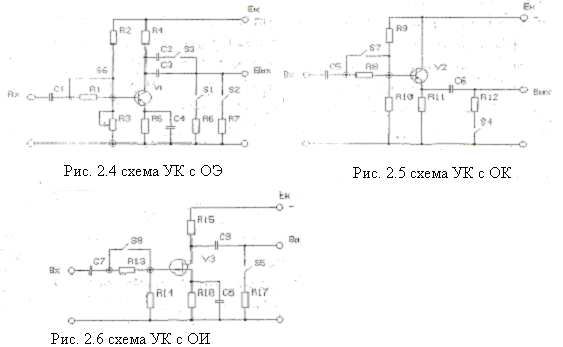 Ек
-
R2 R4
C2 S3
C3 Вых
S6 S1 S2
Вх C1 R1 V1
R3 R5 C4 R6 R7
Рис. 2.4 схема УК с ОЭ
Ек
-
R9
S7
Вх C5 R8 V2
C6 Вых
R10 R11 R12
S4
Рис. 2.5 схема УК с ОК
Ек
-
R15
C9
S8 V3
Вх C7 R13 S5
R14 C8 R17
Рис. 2.6 схема УК с ОИ